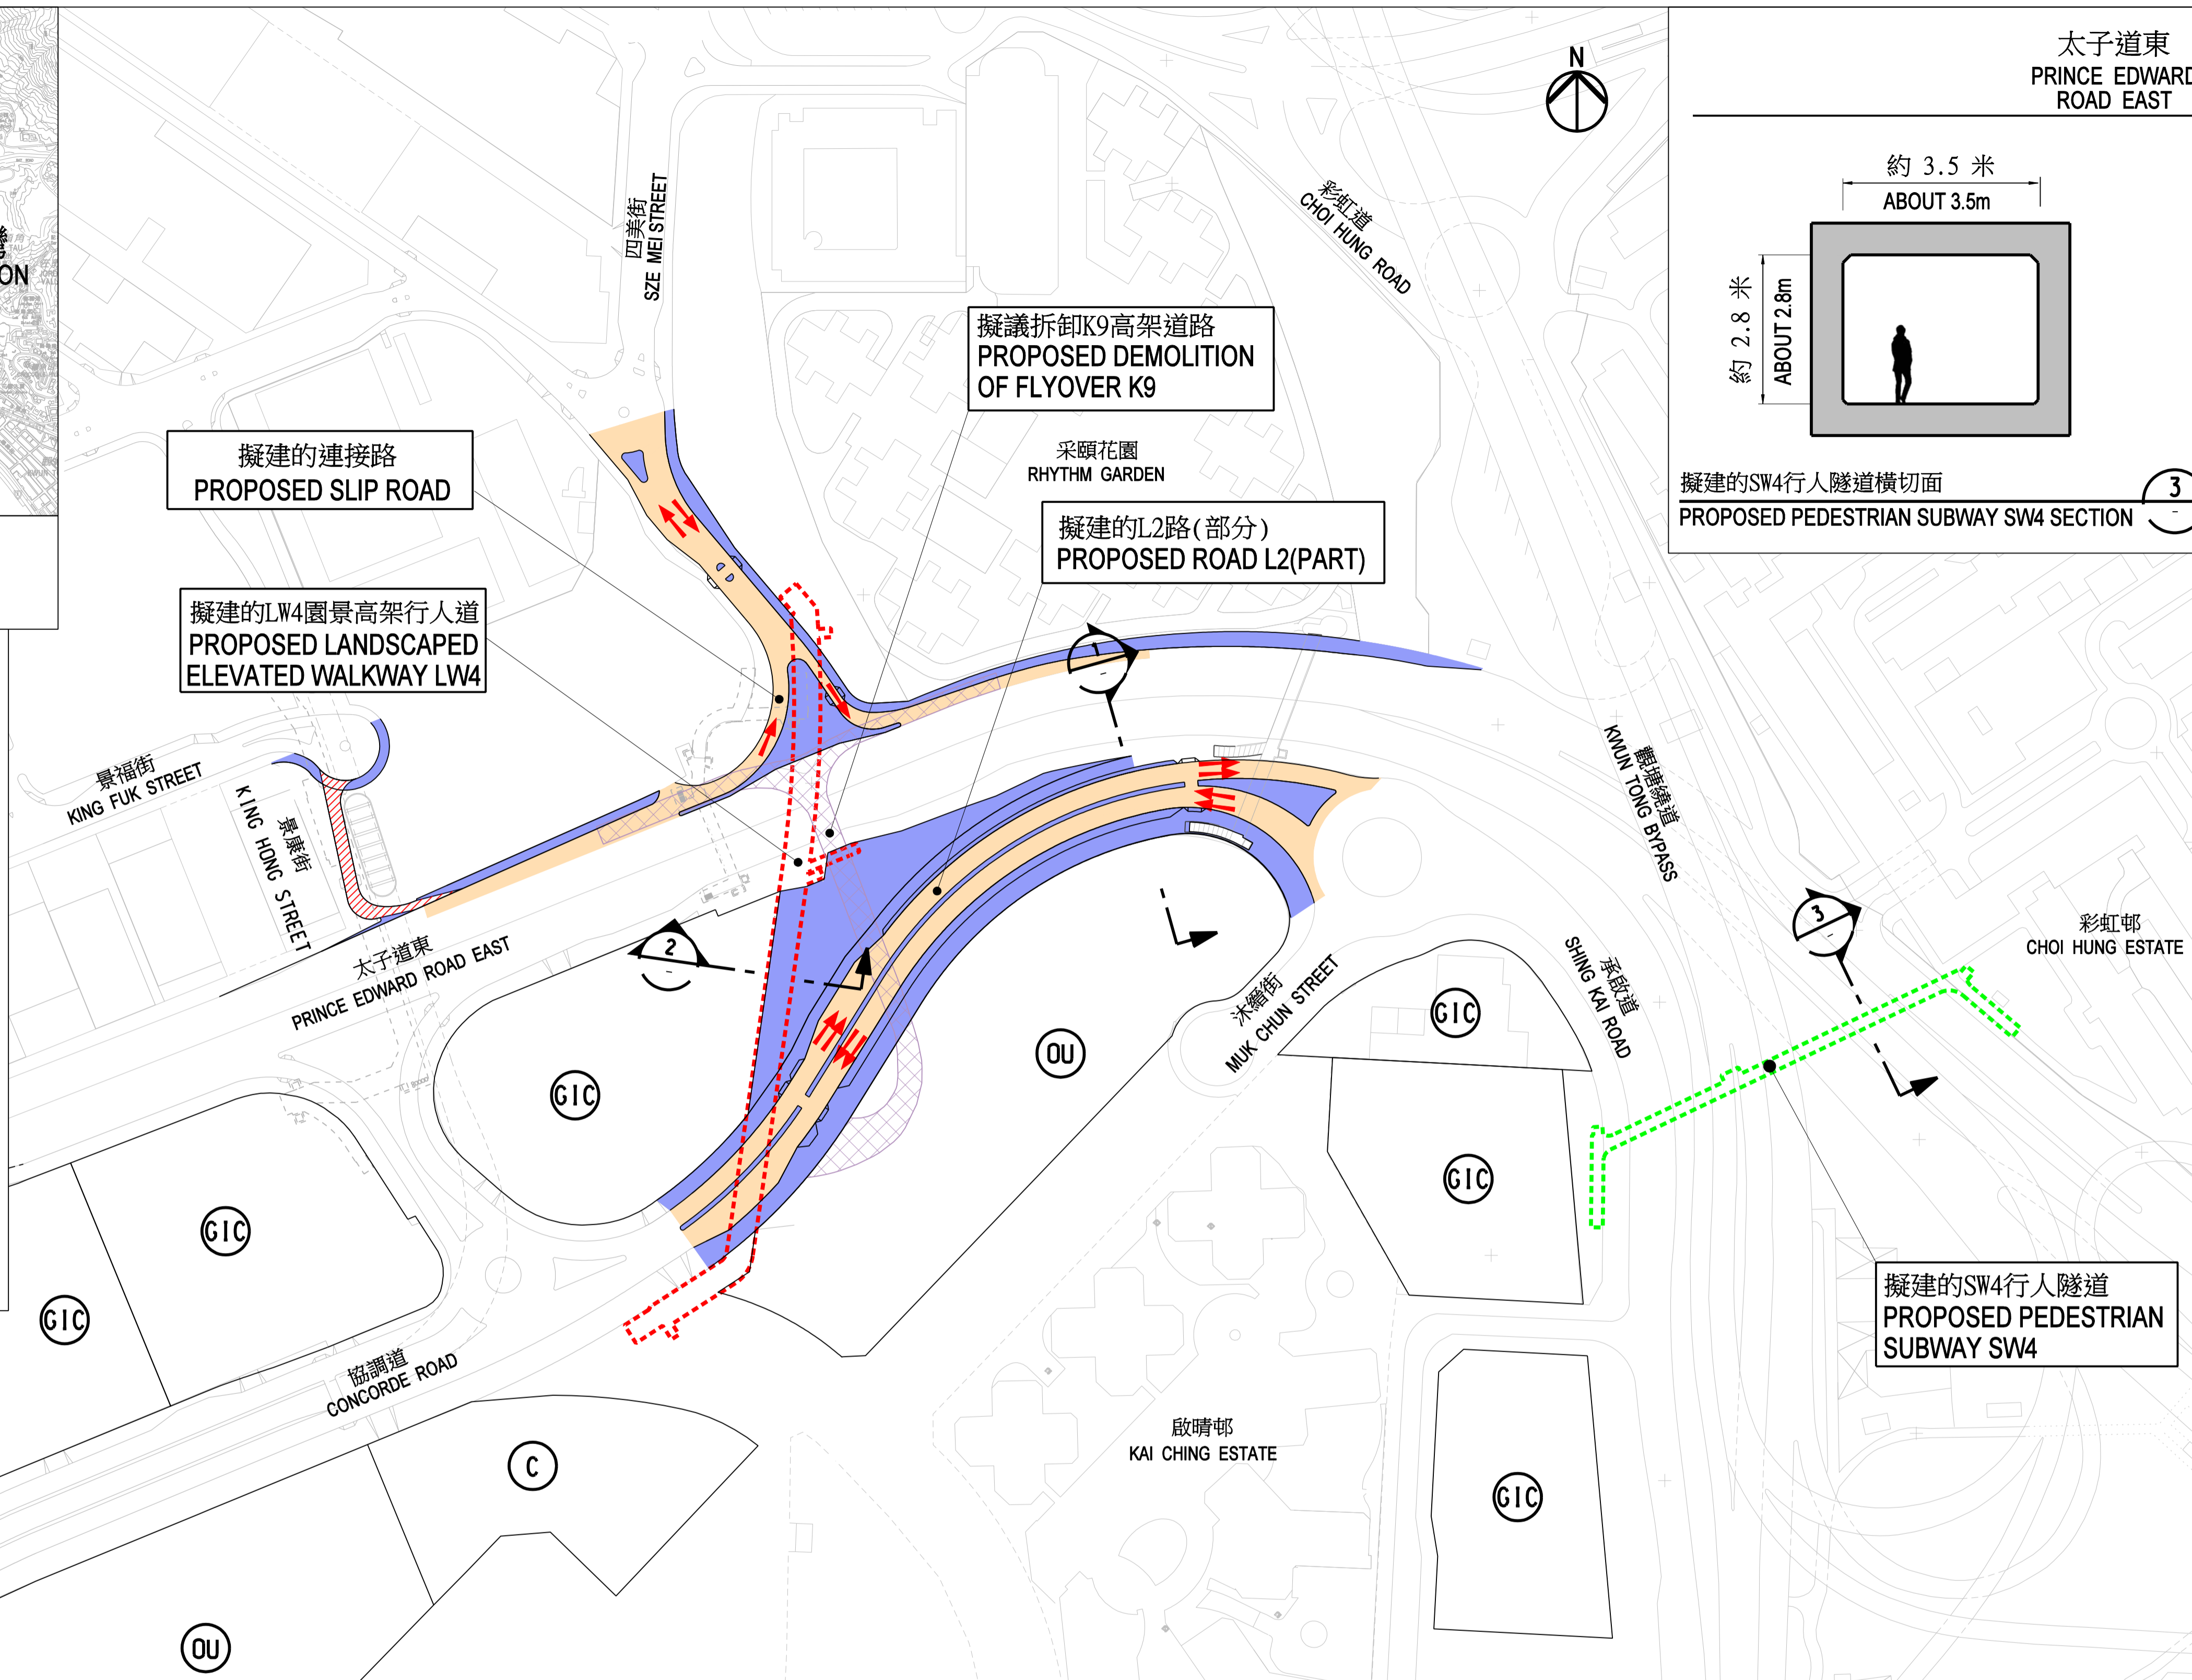 N
太子道東
PRINCE EDWARD
ROAD EAST
約 3.5 米
ABOUT 3.5m
約 2.8 米
ABOUT 2.8m
擬建的SW4行人隧道橫切面
PROPOSED PEDESTRIAN SUBWAY SW4 SECTION
3
-
ON
四美街
SZE MEI STREET
彩虹道
CHOI HUNG ROAD
擬議拆卸K9高架道路
PROPOSED DEMOLITION
OF FLYOVER K9
采頤花園
RHYTHM GARDEN
擬建的連接路
PROPOSED SLIP ROAD
擬建的L2路(部分)
PROPOSED ROAD L2(PART)
擬建的LW4園景高架行人道
PROPOSED LANDSCAPED
ELEVATED WALKWAY LW4
1
-
景福街
KING FUK STREET
景康街
KING HONG STREET
觀塘繞道
KWUN TONG BYPASS
太子道東
PRINCE EDWARD ROAD EAST
2
-
3
-
彩虹邨
CHOI HUNG ESTATE
承啟道
SHING KAI ROAD
沐縉街
MUK CHUN STREET
GIC
OU
GIC
GIC
GIC
GIC
擬建的SW4行人隧道
PROPOSED PEDESTRIAN
SUBWAY SW4
協調道
CONCORDE ROAD
啟晴邨
KAI CHING ESTATE
C
GIC
OU